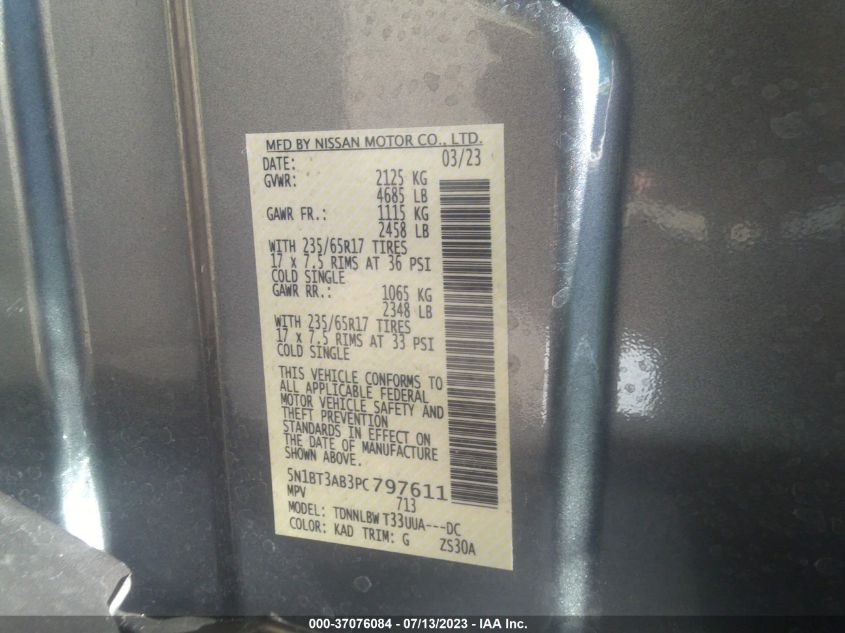 MFD BY NISSAN MOTOR CO., LTD.
DATE: 03/23
GVWR: 2125 KG
4685 LB
GAWR FR.: 1115 KG
2458 LB
WITH 235/65R17 TIRES
17 x 7.5 RIMS AT 36 PSI
COLD SINGLE
GAWR RR.: 1065 KG
2348 LB
WITH 235/65R17 TIRES
17 x 7.5 RIMS AT 33 PSI
COLD SINGLE
THIS VEHICLE CONFORMS TO
ALL APPLICABLE FEDERAL
MOTOR VEHICLE SAFETY AND
THEFT PREVENTION
STANDARDS IN EFFECT ON
THE DATE OF MANUFACTURE
SHOWN ABOVE.
5N1BT3AB3PC797611
MPV 713
MODEL: TDNNLBW T33UUA---DC
COLOR: KAD TRIM: G ZS30A
000-37076084 - 07/13/2023 - IAA Inc.